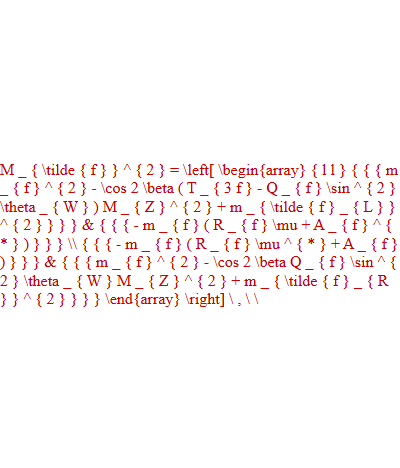 M _ { \tilde { f } } ^ { 2 } = \left[ \begin{array} {11} { { { m
_ { f } ^ { 2 } - \cos 2 \beta ( T _ { 3 f } - Q _ { f } \sin ^ { 2 }
\theta _ { W } ) M _ { Z } ^ { 2 } + m _ { \tilde { f } _ { L } }
^ { 2 } } } } & { { { - m _ { f } ( R _ { f } \mu + A _ { f } ^ {
* } ) } } } \\ { { { - m _ { f } ( R _ { f } \mu ^ { * } + A _ { f }
) } } } & { { { m _ { f } ^ { 2 } - \cos 2 \beta Q _ { f } \sin ^ {
2 } \theta _ { W } M _ { Z } ^ { 2 } + m _ { \tilde { f } _ { R
} } ^ { 2 } } } } \end{array} \right] \ , \ \